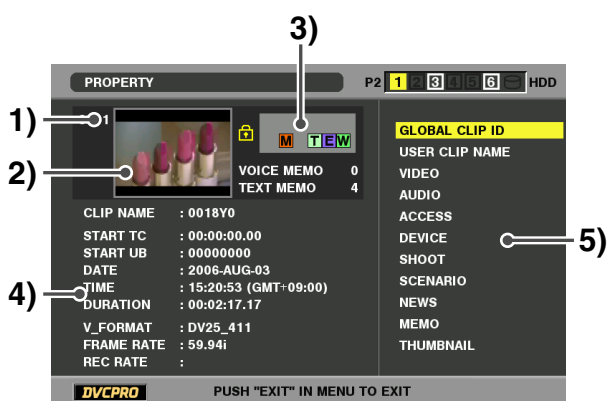 3)
PROPERTY
P2 1 2 3 4 5 6 HDD
1)
1
2)
M T E W
VOICE MEMO 0
TEXT MEMO 4
GLOBAL CLIP ID
USER CLIP NAME
VIDEO
AUDIO
ACCESS
DEVICE
SHOOT
SCENARIO
NEWS
MEMO
THUMBNAIL
5)
CLIP NAME : 0018Y0
START TC : 00:00:00.00
START UB : 00000000
DATE : 2006-AUG-03
4)
TIME : 15:20:53 (GMT+09:00)
DURATION : 00:02:17.17
V_FORMAT : DV25_411
FRAME RATE : 59.94i
REC RATE :
DVCPRO
PUSH "EXIT" IN MENU TO EXIT